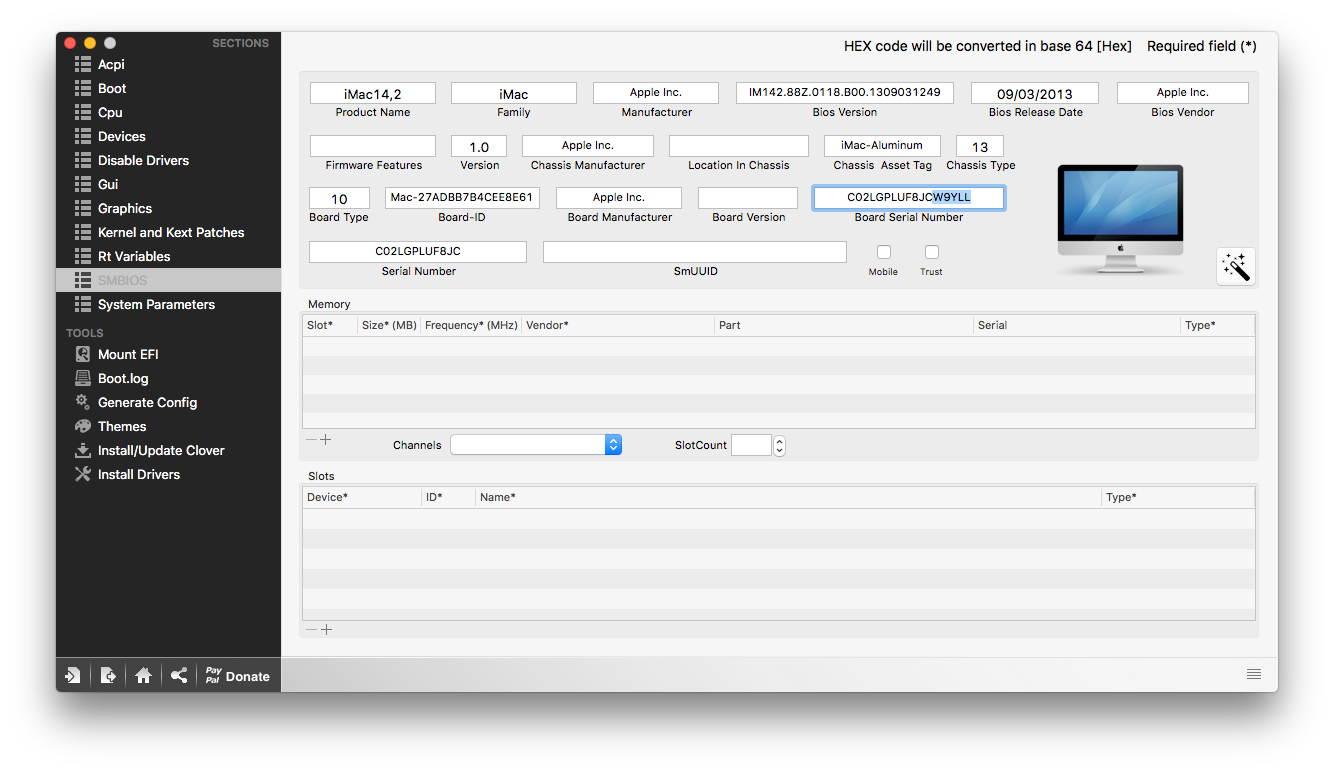 SECTIONS
Acpi
Boot
Cpu
Devices
Disable Drivers
Gui
Graphics
Kernel and Kext Patches
Rt Variables
SMBIOS
System Parameters
TOOLS
Mount EFI
Boot.log
Generate Config
Themes
Install/Update Clover
Install Drivers
Pay
Pal
Donate
HEX code will be converted in base 64 [Hex] Required field (*)
iMac14,2 iMac Apple Inc. IM142.88Z.0118.B00.1309031249 09/03/2013 Apple Inc.
Product Name Family Manufacturer Bios Version Bios Release Date Bios Vendor
1.0 Apple Inc. iMac-Aluminum 13
Firmware Features Version Chassis Manufacturer Location In Chassis Chassis Asset Tag Chassis Type
10 Mac-27ADBB7B4CEE8E61 Apple Inc. C02LGPLUF8JCW9YLL
Board Type Board-ID Board Manufacturer Board Version Board Serial Number
C02LGPLUF8JC
Serial Number SmUUID Mobile Trust
Memory
Slot* Size* (MB) Frequency* (MHz) Vendor* Part Serial Type*
Channels SlotCount
Slots
Device* ID* Name* Type*